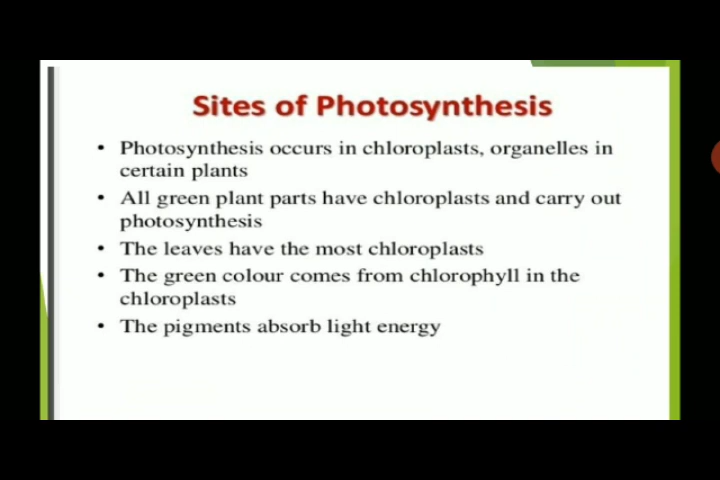 Sites of Photosynthesis
• Photosynthesis occurs in chloroplasts, organelles in
certain plants
• All green plant parts have chloroplasts and carry out
photosynthesis
• The leaves have the most chloroplasts
• The green colour comes from chlorophyll in the
chloroplasts
• The pigments absorb light energy